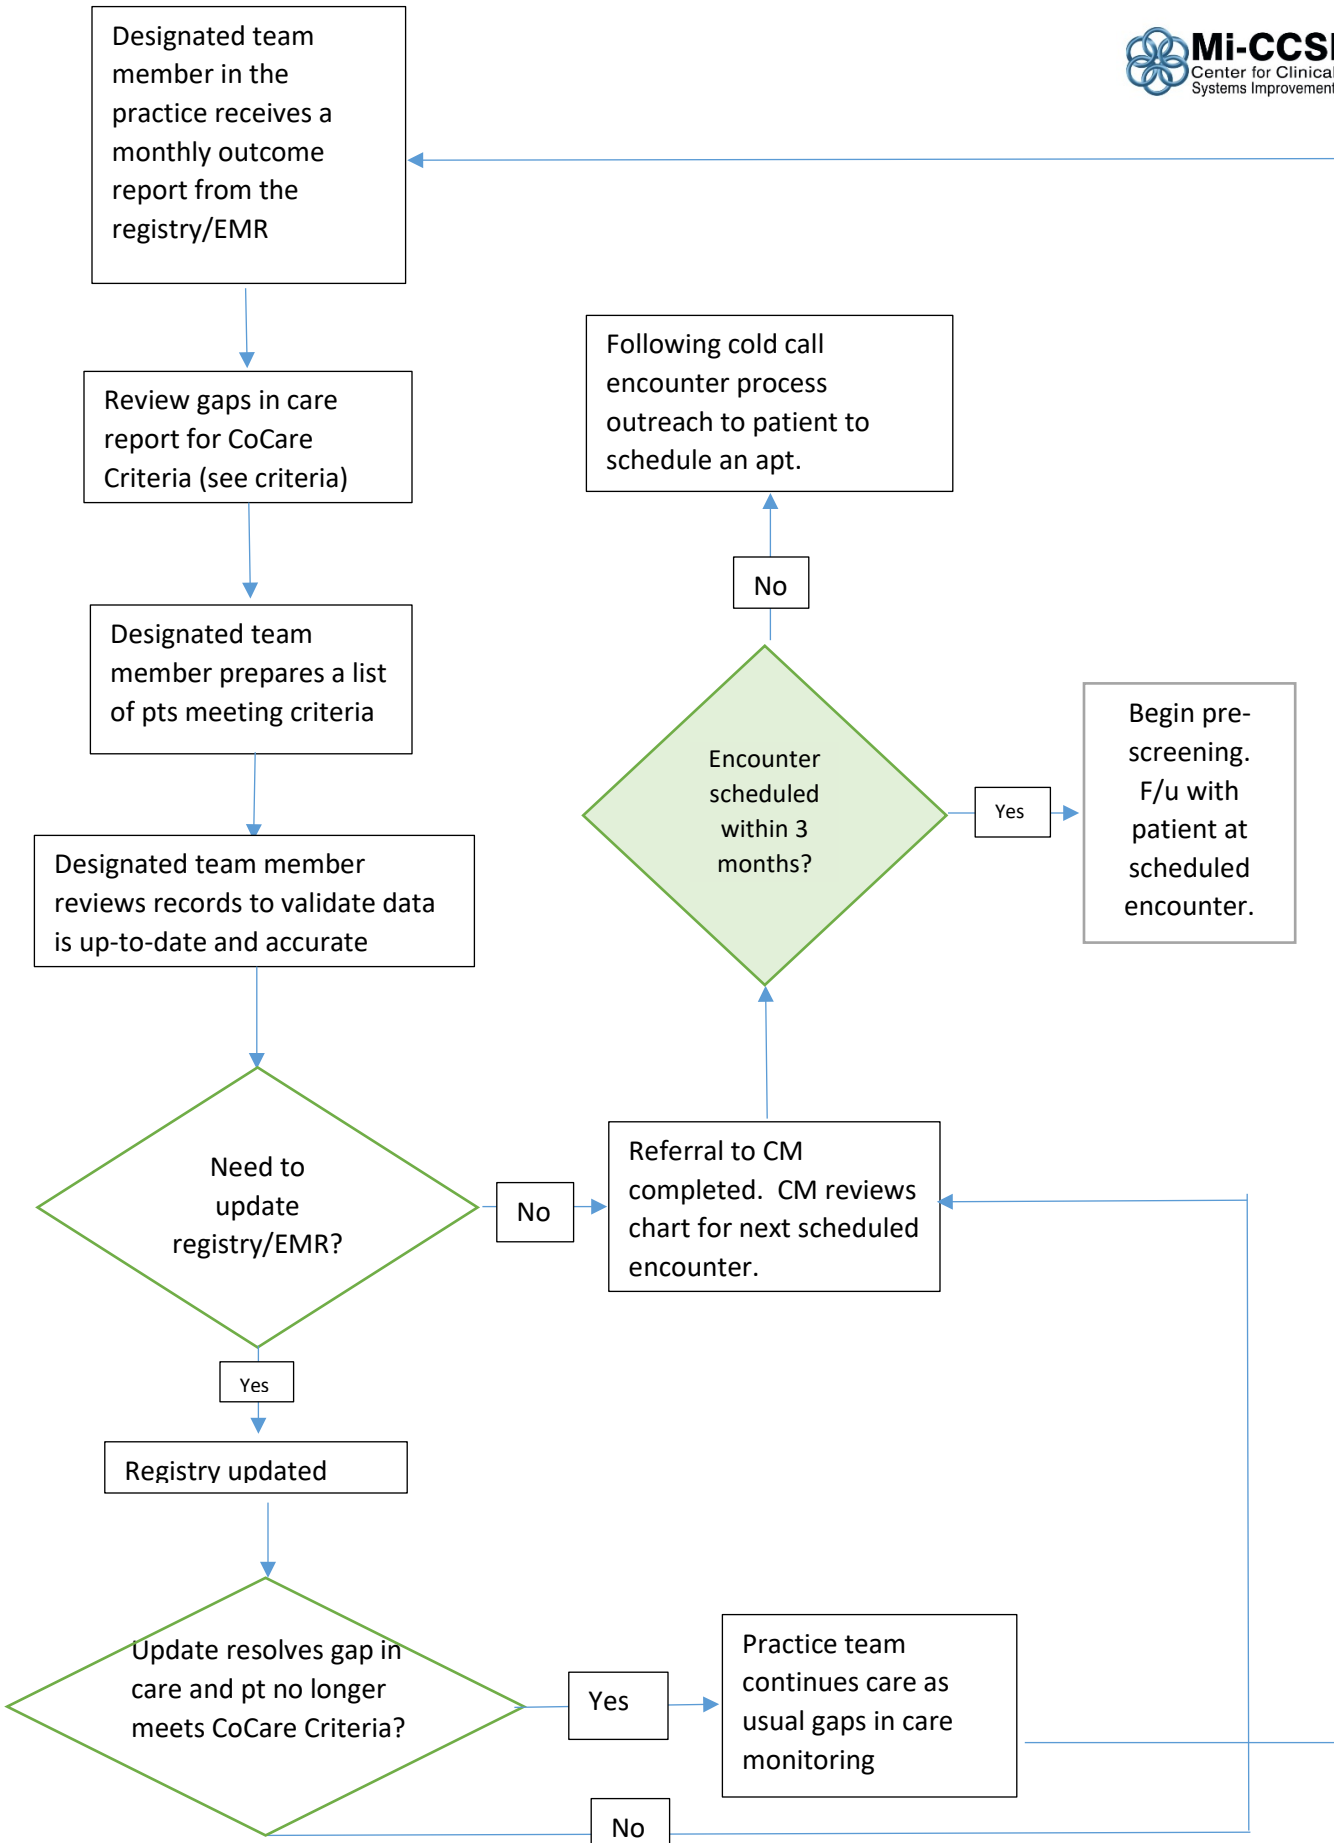 Designated team
member in the
practice receives a
monthly outcome
report from the
registry/EMR
Mi-CCSI
Center for Clinical
Systems Improvement
Review gaps in care
report for CoCare
Criteria (see criteria)
Following cold call
encounter process
outreach to patient to
schedule an apt.
No
Designated team
member prepares a list
of pts meeting criteria
Encounter
scheduled
within 3
months?
Yes
Begin pre-
screening.
F/u with
patient at
scheduled
encounter.
Designated team member
reviews records to validate data
is up-to-date and accurate
Need to
update
registry/EMR?
No
Referral to CM
completed.  CM reviews
chart for next scheduled
encounter.
Yes
Registry updated
Update resolves gap in
care and pt no longer
meets CoCare Criteria?
Yes
Practice team
continues care as
usual gaps in care
monitoring
No